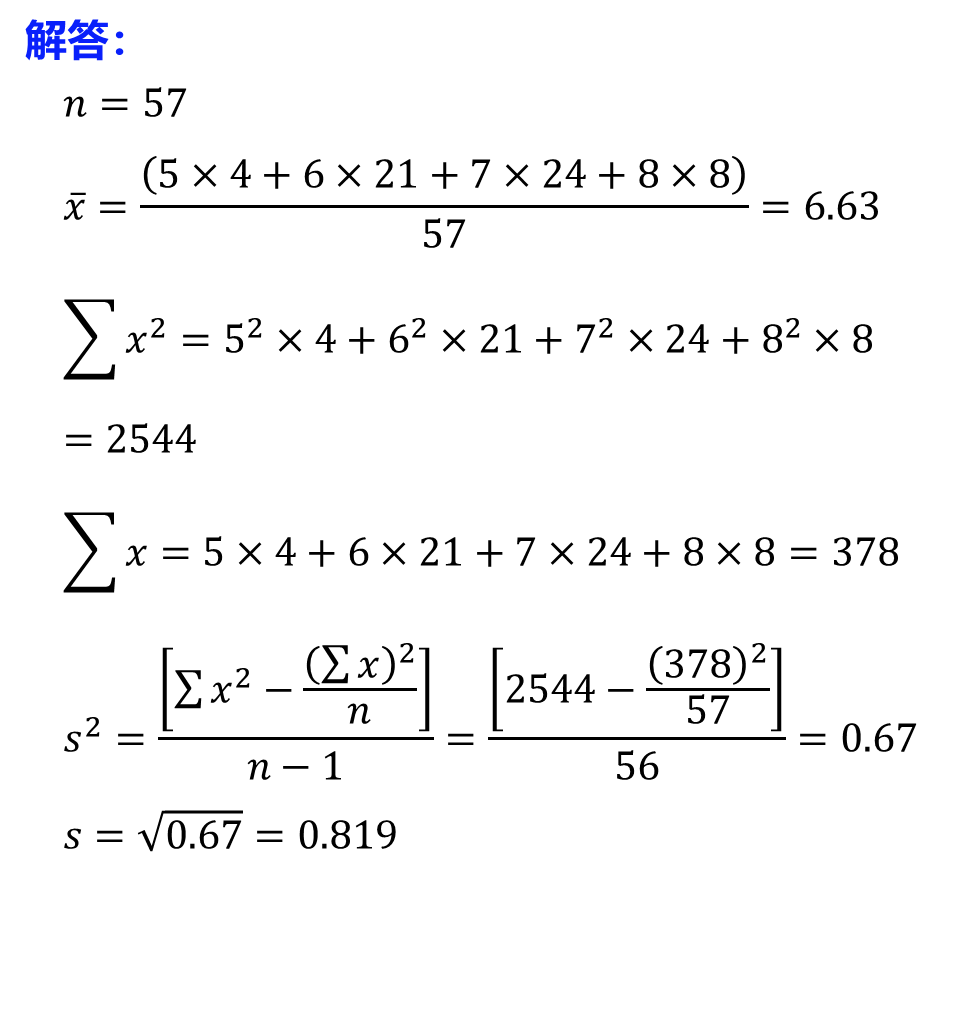 解答：
n = 57
x̄ = (5 × 4 + 6 × 21 + 7 × 24 + 8 × 8) / 57 = 6.63
∑ x² = 5² × 4 + 6² × 21 + 7² × 24 + 8² × 8
= 2544
∑ x = 5 × 4 + 6 × 21 + 7 × 24 + 8 × 8 = 378
s² = [∑ x² − (∑ x)² / n] / (n − 1) = [2544 − (378)² / 57] / 56 = 0.67
s = √0.67 = 0.819